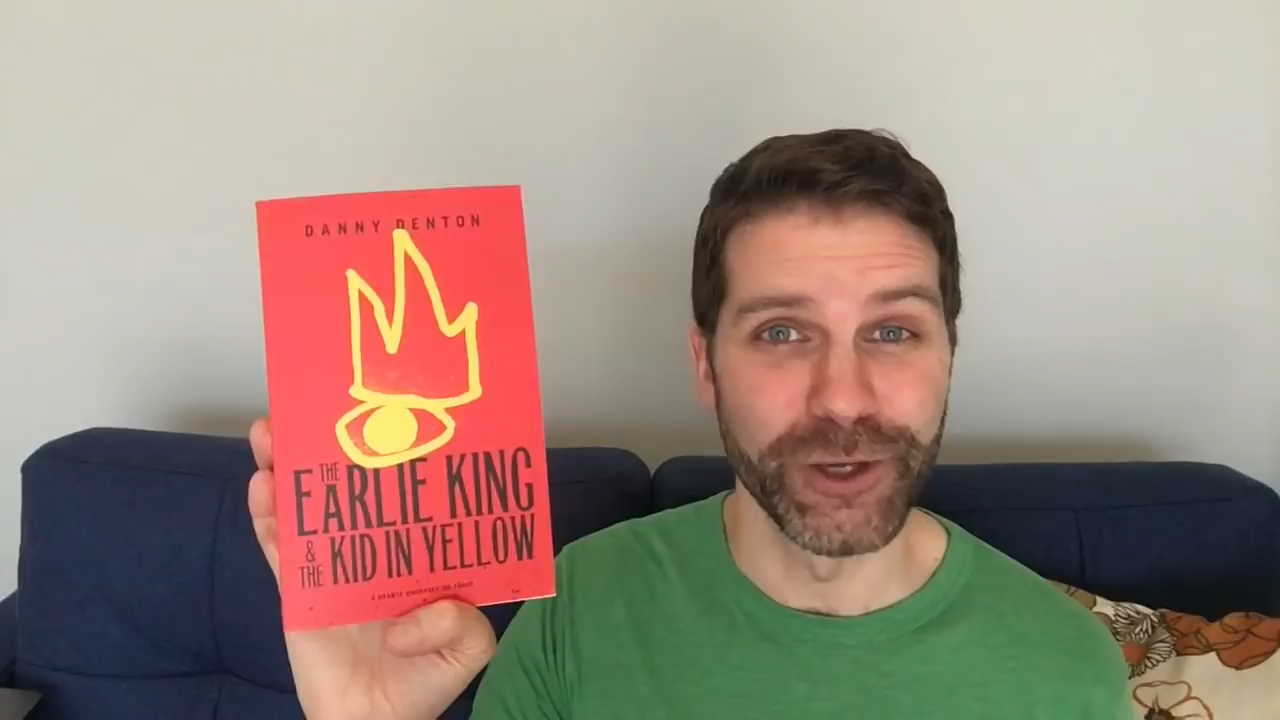 DANNY DENTON
THE
EARLIE KING
&
THE KID IN YELLOW